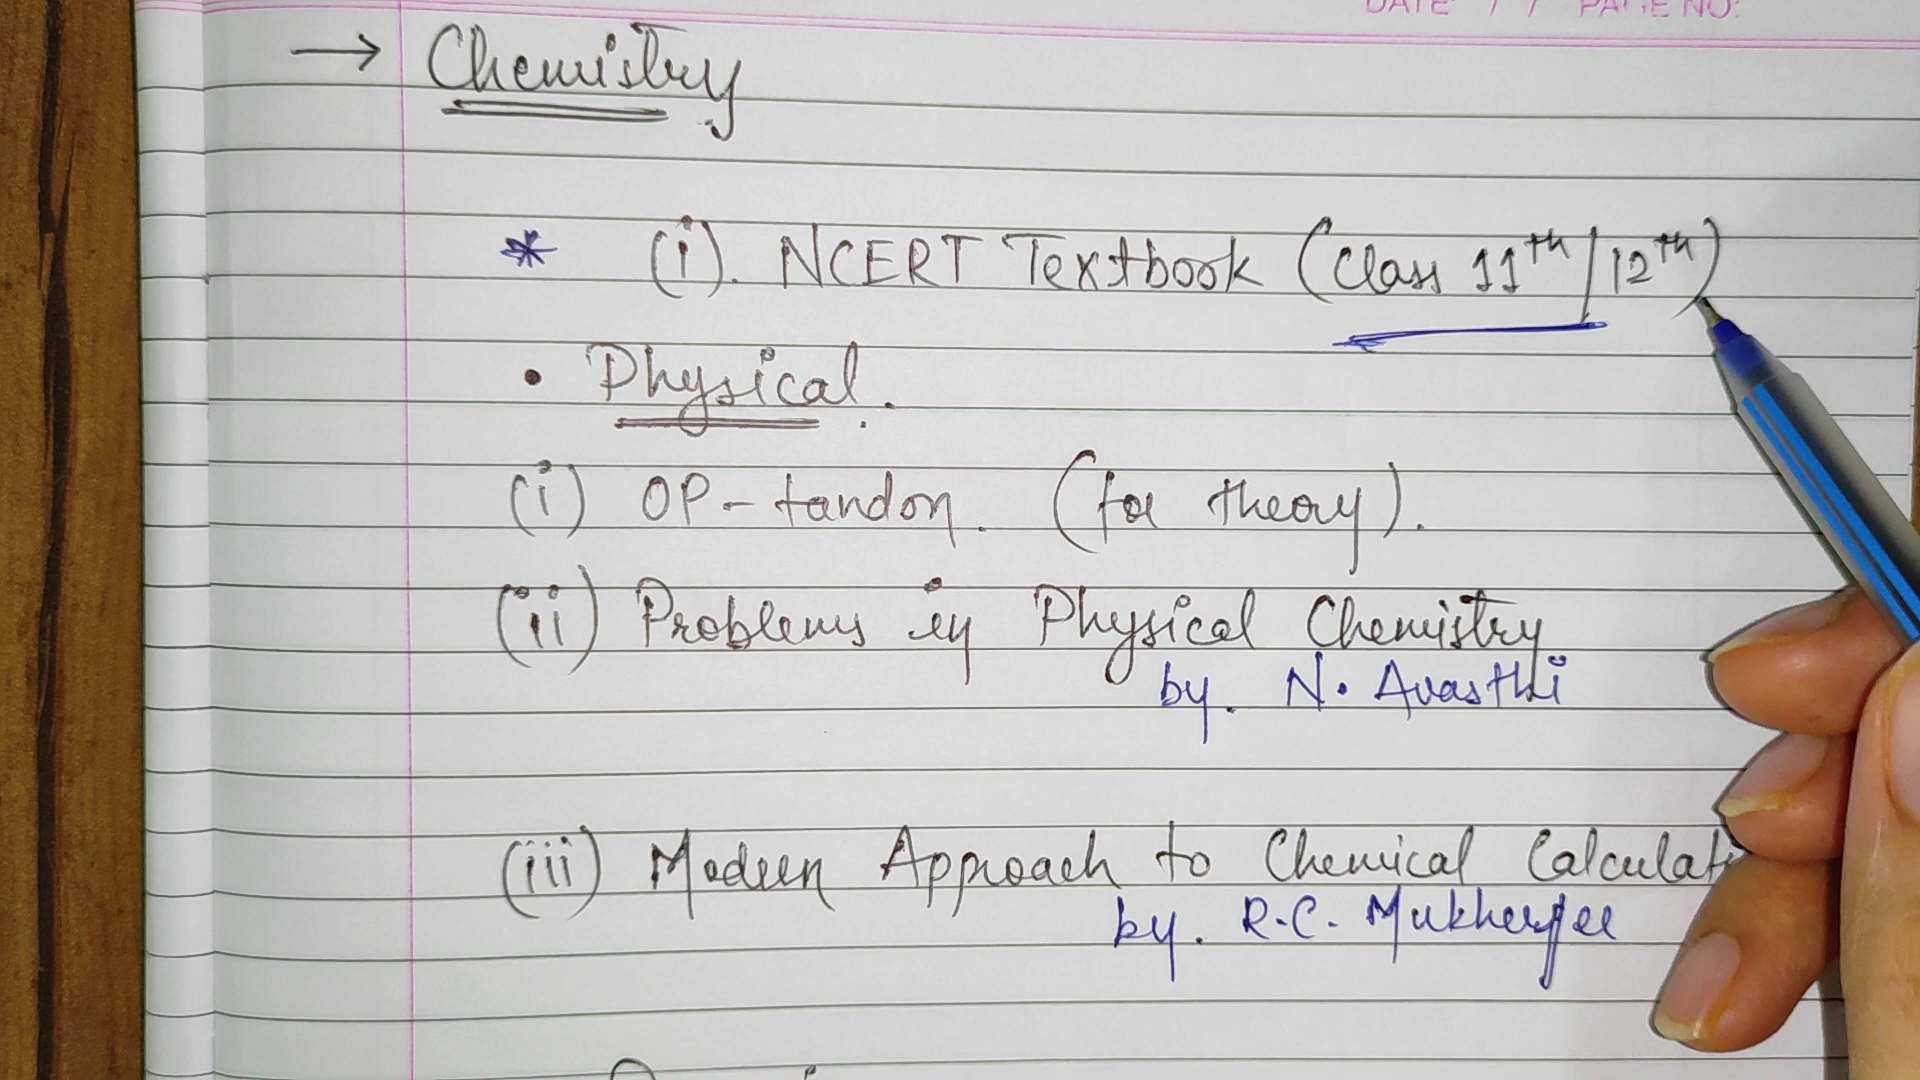 DATE / / PAGE NO:
→ Chemistry
* (i). NCERT Textbook (Class 11th/12th)
• Physical.
(i) OP-tandon. (for theory).
(ii) Problems in Physical Chemistry
by. N. Avasthi
(iii) Modern Approach to Chemical Calculati
by. R.C. Mukherjee